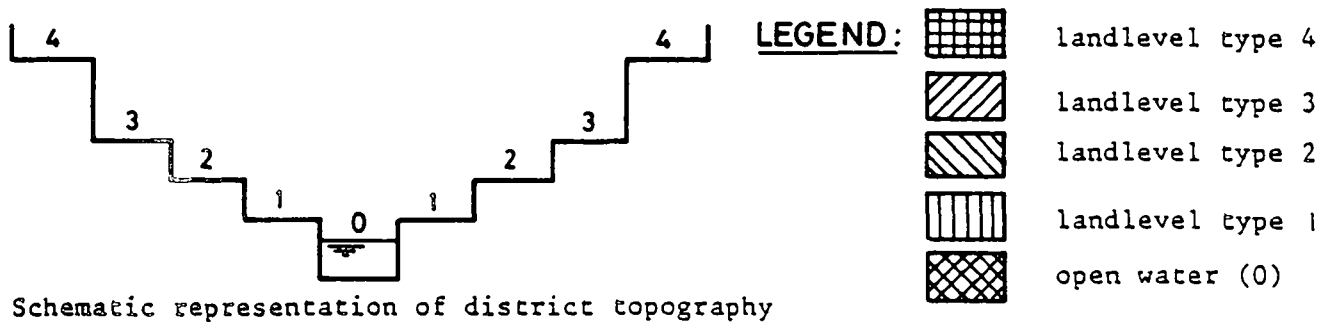 4 4
3 3
2 2
1 1
0
Schematic representation of district topography
LEGEND:
landlevel type 4
landlevel type 3
landlevel type 2
landlevel type 1
open water (0)